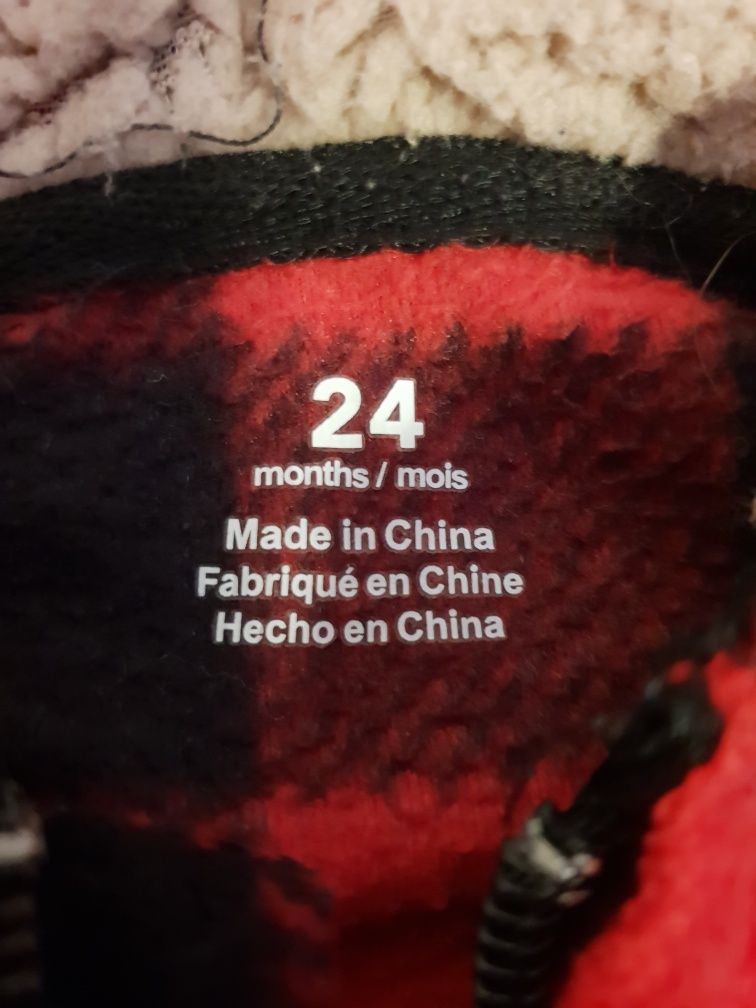 24
months / mois
Made in China
Fabriqué en Chine
Hecho en China